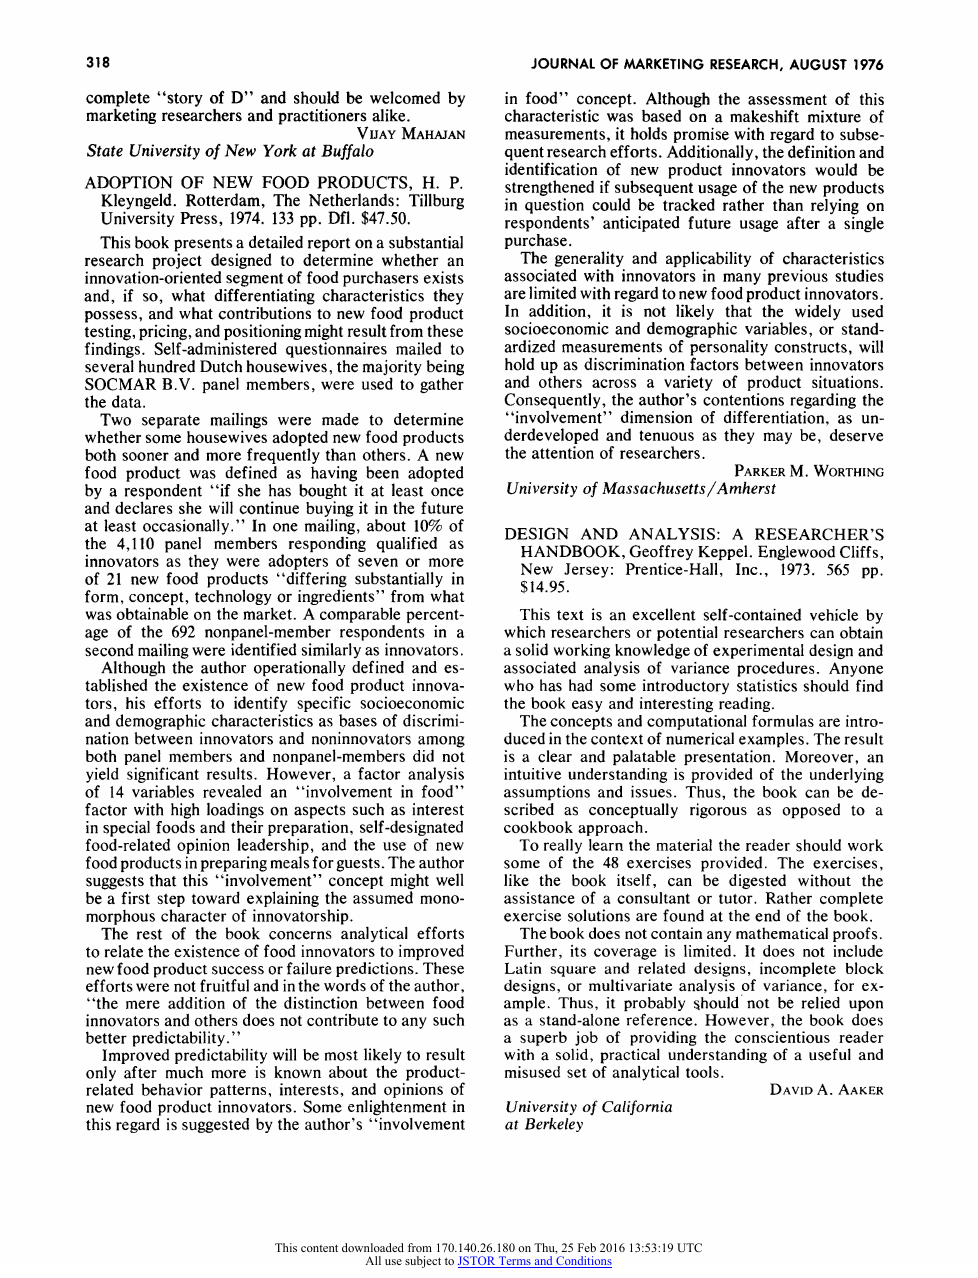 318
JOURNAL OF MARKETING RESEARCH, AUGUST 1976
complete “story of D” and should be welcomed by
marketing researchers and practitioners alike.
VIJAY MAHAJAN
State University of New York at Buffalo
ADOPTION OF NEW FOOD PRODUCTS, H. P.
Kleyngeld. Rotterdam, The Netherlands: Tillburg
University Press, 1974. 133 pp. Dfl. $47.50.
This book presents a detailed report on a substantial
research project designed to determine whether an
innovation-oriented segment of food purchasers exists
and, if so, what differentiating characteristics they
possess, and what contributions to new food product
testing, pricing, and positioning might result from these
findings. Self-administered questionnaires mailed to
several hundred Dutch housewives, the majority being
SOCMAR B.V. panel members, were used to gather
the data.
Two separate mailings were made to determine
whether some housewives adopted new food products
both sooner and more frequently than others. A new
food product was defined as having been adopted
by a respondent “if she has bought it at least once
and declares she will continue buying it in the future
at least occasionally.” In one mailing, about 10% of
the 4,110 panel members responding qualified as
innovators as they were adopters of seven or more
of 21 new food products “differing substantially in
form, concept, technology or ingredients” from what
was obtainable on the market. A comparable percent-
age of the 692 nonpanel-member respondents in a
second mailing were identified similarly as innovators.
Although the author operationally defined and es-
tablished the existence of new food product innova-
tors, his efforts to identify specific socioeconomic
and demographic characteristics as bases of discrimi-
nation between innovators and noninnovators among
both panel members and nonpanel-members did not
yield significant results. However, a factor analysis
of 14 variables revealed an “involvement in food”
factor with high loadings on aspects such as interest
in special foods and their preparation, self-designated
food-related opinion leadership, and the use of new
food products in preparing meals for guests. The author
suggests that this “involvement” concept might well
be a first step toward explaining the assumed mono-
morphous character of innovatorship.
The rest of the book concerns analytical efforts
to relate the existence of food innovators to improved
new food product success or failure predictions. These
efforts were not fruitful and in the words of the author,
“the mere addition of the distinction between food
innovators and others does not contribute to any such
better predictability.”
Improved predictability will be most likely to result
only after much more is known about the product-
related behavior patterns, interests, and opinions of
new food product innovators. Some enlightenment in
this regard is suggested by the author’s “involvement
in food” concept. Although the assessment of this
characteristic was based on a makeshift mixture of
measurements, it holds promise with regard to subse-
quent research efforts. Additionally, the definition and
identification of new product innovators would be
strengthened if subsequent usage of the new products
in question could be tracked rather than relying on
respondents’ anticipated future usage after a single
purchase.
The generality and applicability of characteristics
associated with innovators in many previous studies
are limited with regard to new food product innovators.
In addition, it is not likely that the widely used
socioeconomic and demographic variables, or stand-
ardized measurements of personality constructs, will
hold up as discrimination factors between innovators
and others across a variety of product situations.
Consequently, the author’s contentions regarding the
“involvement” dimension of differentiation, as un-
derdeveloped and tenuous as they may be, deserve
the attention of researchers.
PARKER M. WORTHING
University of Massachusetts/Amherst
DESIGN AND ANALYSIS: A RESEARCHER’S
HANDBOOK, Geoffrey Keppel. Englewood Cliffs,
New Jersey: Prentice-Hall, Inc., 1973. 565 pp.
$14.95.
This text is an excellent self-contained vehicle by
which researchers or potential researchers can obtain
a solid working knowledge of experimental design and
associated analysis of variance procedures. Anyone
who has had some introductory statistics should find
the book easy and interesting reading.
The concepts and computational formulas are intro-
duced in the context of numerical examples. The result
is a clear and palatable presentation. Moreover, an
intuitive understanding is provided of the underlying
assumptions and issues. Thus, the book can be de-
scribed as conceptually rigorous as opposed to a
cookbook approach.
To really learn the material the reader should work
some of the 48 exercises provided. The exercises,
like the book itself, can be digested without the
assistance of a consultant or tutor. Rather complete
exercise solutions are found at the end of the book.
The book does not contain any mathematical proofs.
Further, its coverage is limited. It does not include
Latin square and related designs, incomplete block
designs, or multivariate analysis of variance, for ex-
ample. Thus, it probably should not be relied upon
as a stand-alone reference. However, the book does
a superb job of providing the conscientious reader
with a solid, practical understanding of a useful and
misused set of analytical tools.
DAVID A. AAKER
University of California
at Berkeley
This content downloaded from 170.140.26.180 on Thu, 25 Feb 2016 13:53:19 UTC
All use subject to JSTOR Terms and Conditions